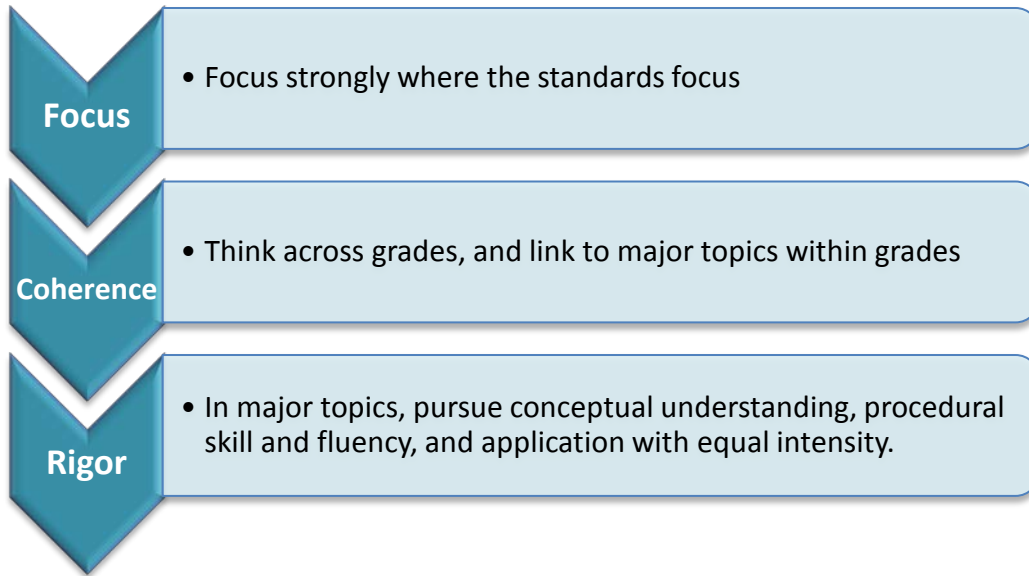 Focus
• Focus strongly where the standards focus
Coherence
• Think across grades, and link to major topics within grades
Rigor
• In major topics, pursue conceptual understanding, procedural
skill and fluency, and application with equal intensity.